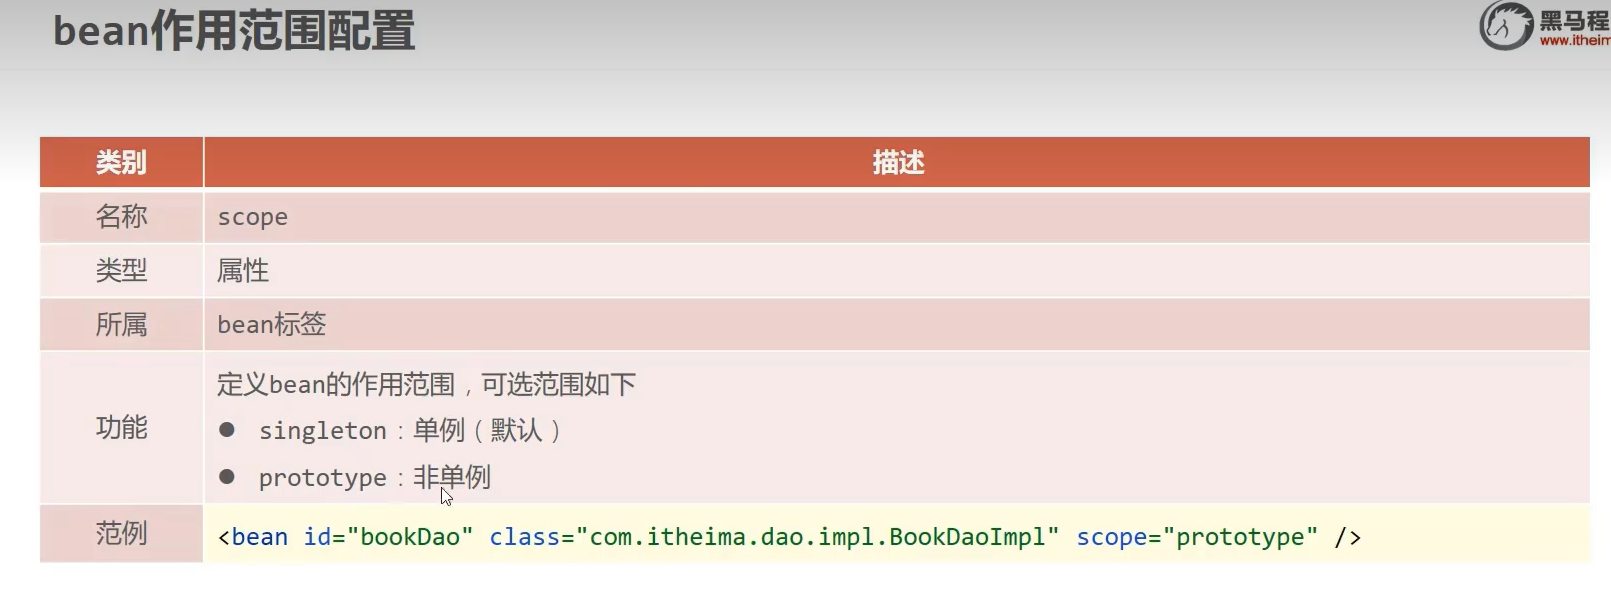 bean作用范围配置
黑马程
www.itheim
类别 描述
名称 scope
类型 属性
所属 bean标签
功能 定义bean的作用范围，可选范围如下
● singleton：单例（默认）
● prototype：非单例
范例 <bean id="bookDao" class="com.itheima.dao.impl.BookDaoImpl" scope="prototype" />